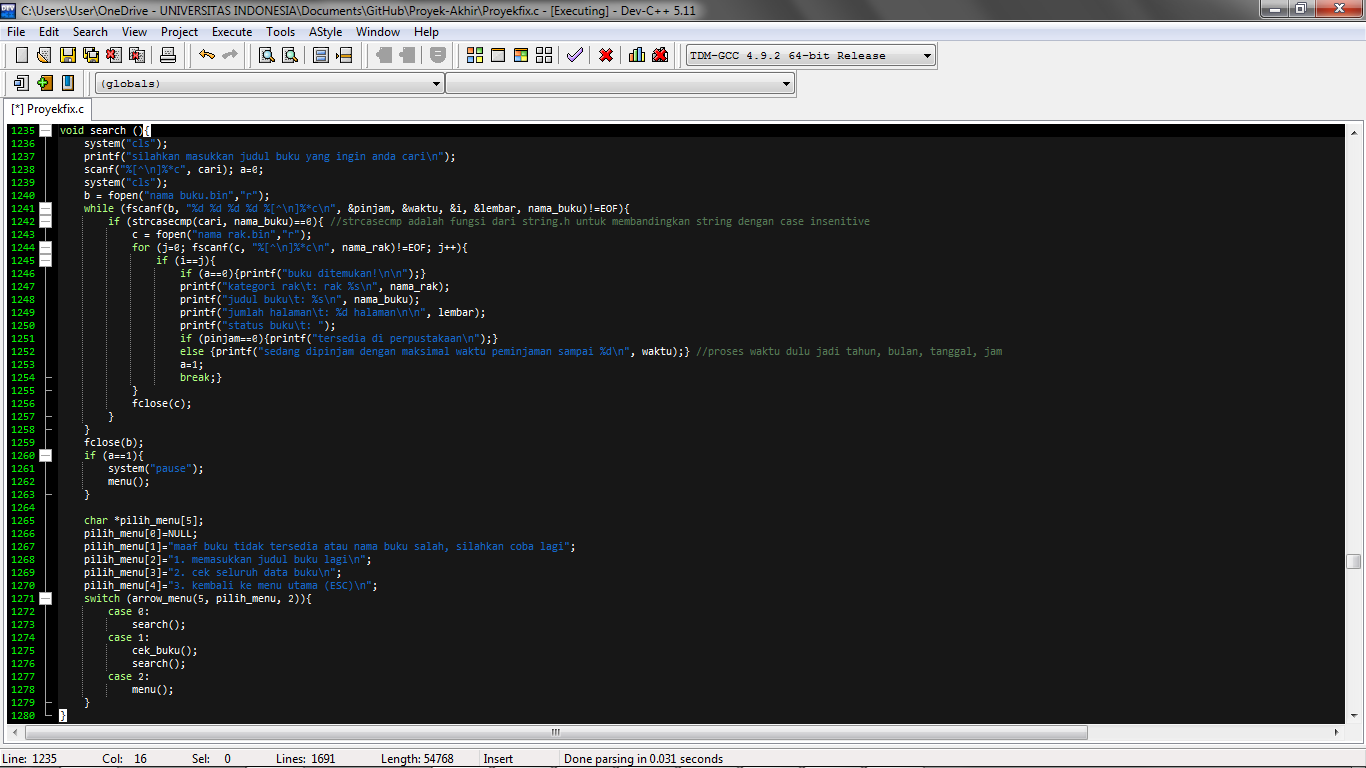 C:\Users\User\OneDrive - UNIVERSITAS INDONESIA\Documents\GitHub\Proyek-Akhir\Proyekfix.c - [Executing] - Dev-C++ 5.11
File Edit Search View Project Execute Tools AStyle Window Help
TDM-GCC 4.9.2 64-bit Release
(globals)
[*] Proyekfix.c
1235 void search (){
1236 system("cls");
1237 printf("silahkan masukkan judul buku yang ingin anda cari\n");
1238 scanf("%[^\n]%*c", cari); a=0;
1239 system("cls");
1240 b = fopen("nama buku.bin","r");
1241 while (fscanf(b, "%d %d %d %d %[^\n]%*c\n", &pinjam, &waktu, &i, &lembar, nama_buku)!=EOF){
1242 if (strcasecmp(cari, nama_buku)==0){ //strcasecmp adalah fungsi dari string.h untuk membandingkan string dengan case insenitive
1243 c = fopen("nama rak.bin","r");
1244 for (j=0; fscanf(c, "%[^\n]%*c\n", nama_rak)!=EOF; j++){
1245 if (i==j){
1246 if (a==0){printf("buku ditemukan!\n\n");}
1247 printf("kategori rak\t: rak %s\n", nama_rak);
1248 printf("judul buku\t: %s\n", nama_buku);
1249 printf("jumlah halaman\t: %d halaman\n\n", lembar);
1250 printf("status buku\t: ");
1251 if (pinjam==0){printf("tersedia di perpustakaan\n");}
1252 else {printf("sedang dipinjam dengan maksimal waktu peminjaman sampai %d\n", waktu);} //proses waktu dulu jadi tahun, bulan, tanggal, jam
1253 a=1;
1254 break;}
1255 }
1256 fclose(c);
1257 }
1258 }
1259 fclose(b);
1260 if (a==1){
1261 system("pause");
1262 menu();
1263 }
1264
1265 char *pilih_menu[5];
1266 pilih_menu[0]=NULL;
1267 pilih_menu[1]="maaf buku tidak tersedia atau nama buku salah, silahkan coba lagi";
1268 pilih_menu[2]="1. memasukkan judul buku lagi\n";
1269 pilih_menu[3]="2. cek seluruh data buku\n";
1270 pilih_menu[4]="3. kembali ke menu utama (ESC)\n";
1271 switch (arrow_menu(5, pilih_menu, 2)){
1272 case 0:
1273 search();
1274 case 1:
1275 cek_buku();
1276 search();
1277 case 2:
1278 menu();
1279 }
1280 }
Line: 1235 Col: 16 Sel: 0 Lines: 1691 Length: 54768 Insert Done parsing in 0.031 seconds